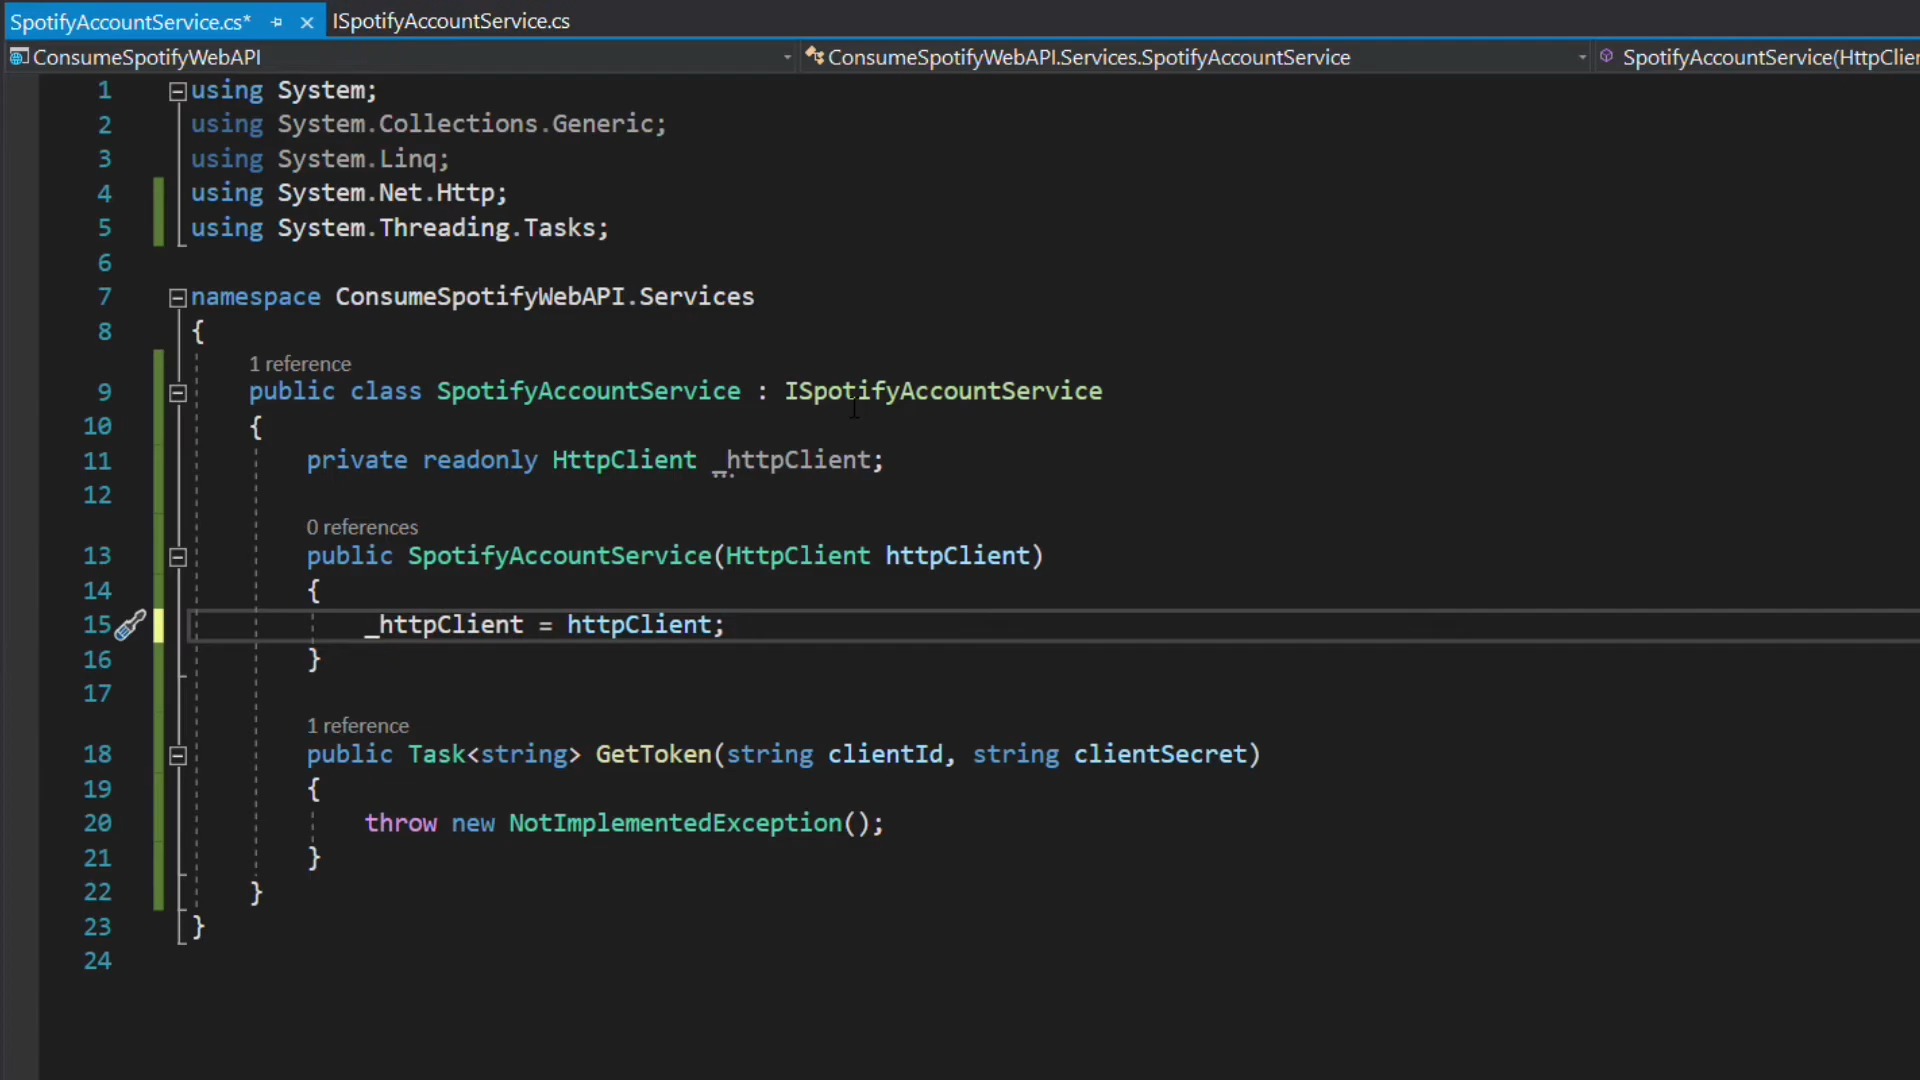 SpotifyAccountService.cs* ISpotifyAccountService.cs
ConsumeSpotifyWebAPI ConsumeSpotifyWebAPI.Services.SpotifyAccountService SpotifyAccountService(HttpClier
1 using System;
2 using System.Collections.Generic;
3 using System.Linq;
4 using System.Net.Http;
5 using System.Threading.Tasks;
6
7 namespace ConsumeSpotifyWebAPI.Services
8 {
1 reference
9 public class SpotifyAccountService : ISpotifyAccountService
10 {
11 private readonly HttpClient _httpClient;
12
0 references
13 public SpotifyAccountService(HttpClient httpClient)
14 {
15 _httpClient = httpClient;
16 }
17
1 reference
18 public Task<string> GetToken(string clientId, string clientSecret)
19 {
20 throw new NotImplementedException();
21 }
22 }
23 }
24